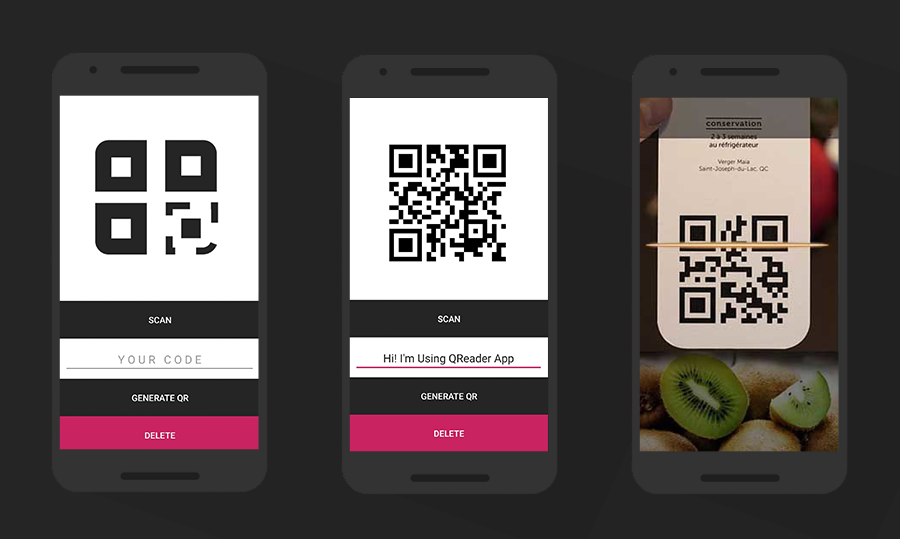 SCAN
YOUR CODE
GENERATE QR
DELETE
SCAN
Hi! I'm Using QReader App
GENERATE QR
DELETE
conservation
2 à 3 semaines
au réfrigérateur
Verger Maia
Saint-Joseph-du-Lac, QC